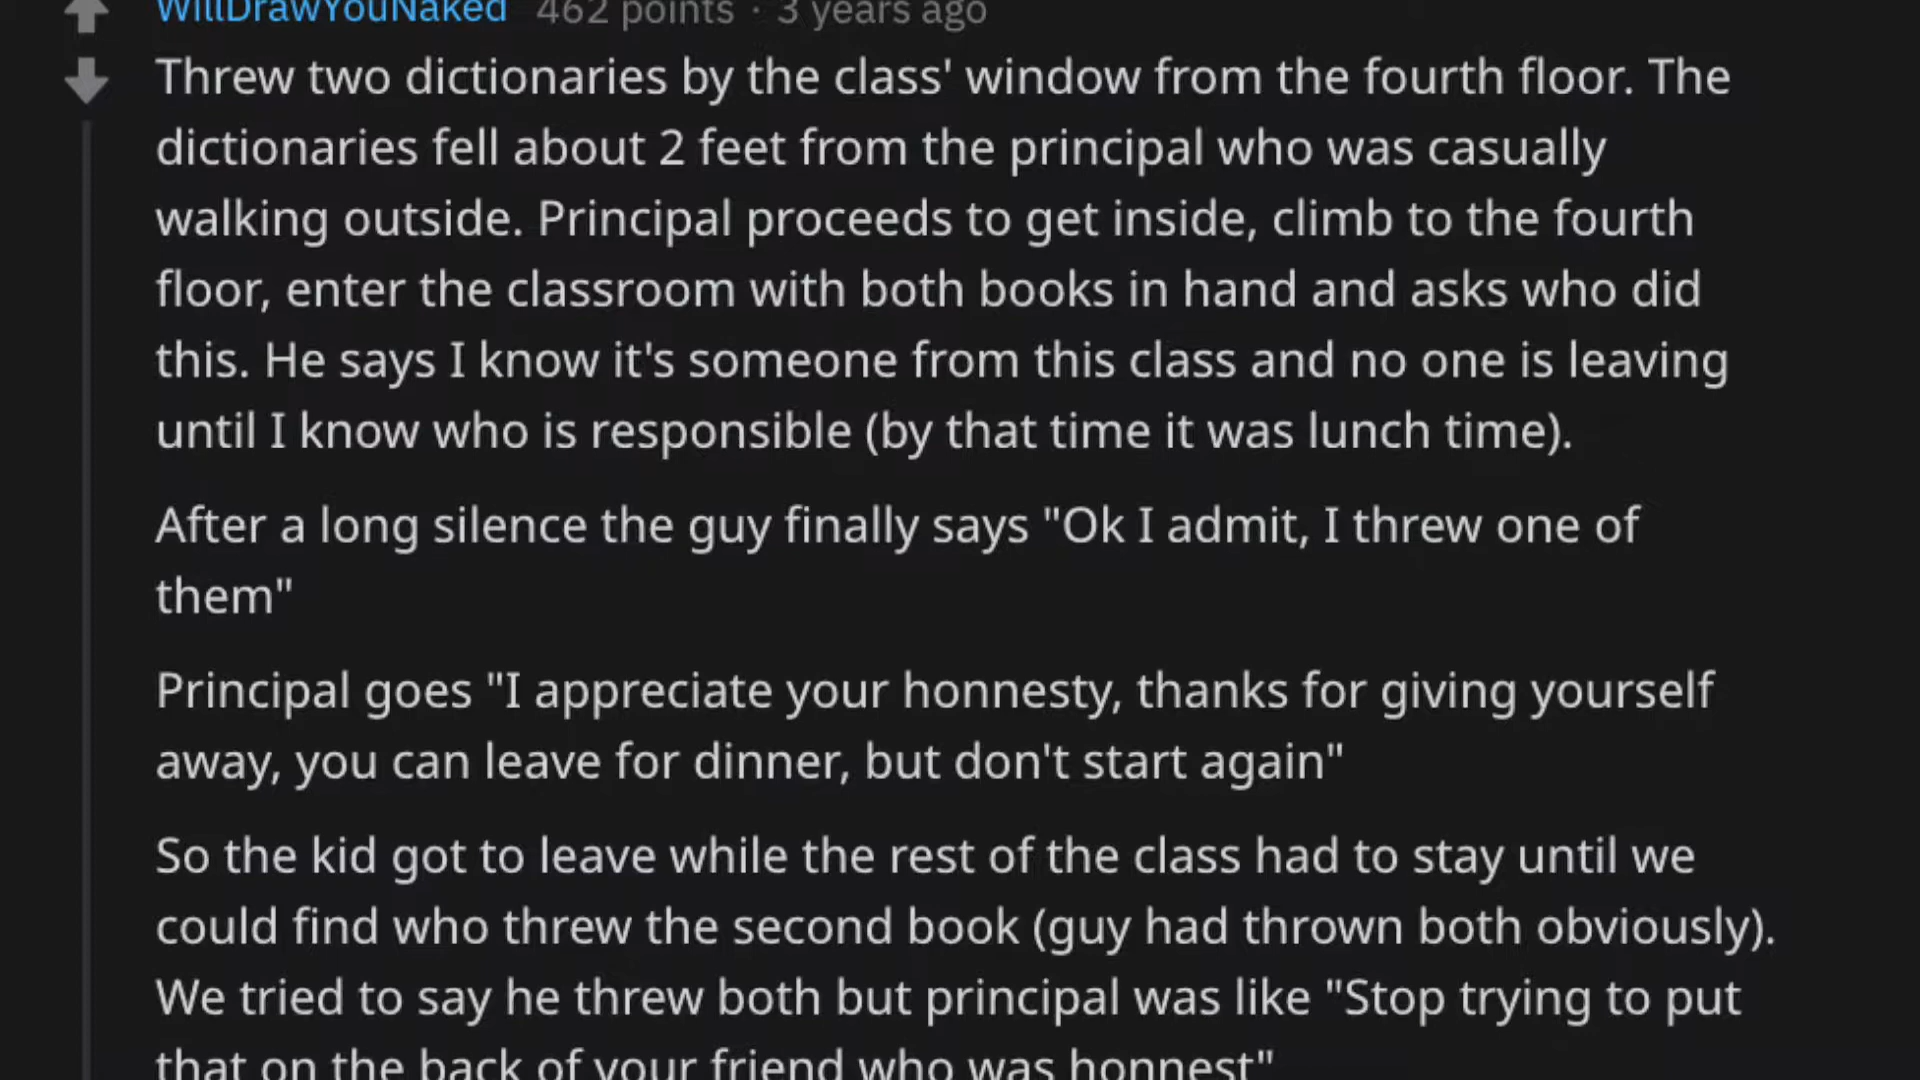 WillDrawYouNaked 462 points · 3 years ago
Threw two dictionaries by the class' window from the fourth floor. The
dictionaries fell about 2 feet from the principal who was casually
walking outside. Principal proceeds to get inside, climb to the fourth
floor, enter the classroom with both books in hand and asks who did
this. He says I know it's someone from this class and no one is leaving
until I know who is responsible (by that time it was lunch time).
After a long silence the guy finally says "Ok I admit, I threw one of
them"
Principal goes "I appreciate your honnesty, thanks for giving yourself
away, you can leave for dinner, but don't start again"
So the kid got to leave while the rest of the class had to stay until we
could find who threw the second book (guy had thrown both obviously).
We tried to say he threw both but principal was like "Stop trying to put
that on the back of your friend who was honnest"